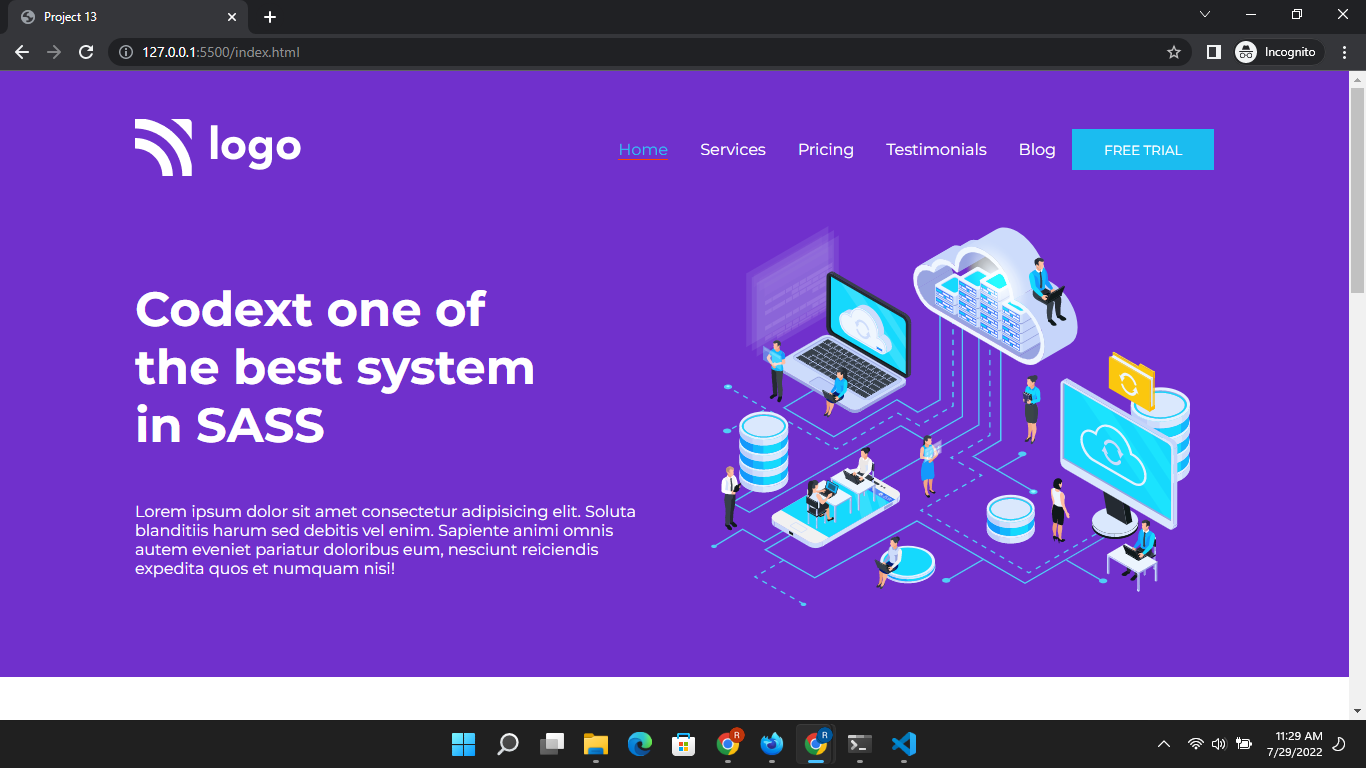 Project 13
127.0.0.1:5500/index.html
Incognito
logo
Home
Services
Pricing
Testimonials
Blog
FREE TRIAL
Codext one of
the best system
in SASS
Lorem ipsum dolor sit amet consectetur adipisicing elit. Soluta
blanditiis harum sed debitis vel enim. Sapiente animi omnis
autem eveniet pariatur doloribus eum, nesciunt reiciendis
expedita quos et numquam nisi!
R
R
11:29 AM
7/29/2022